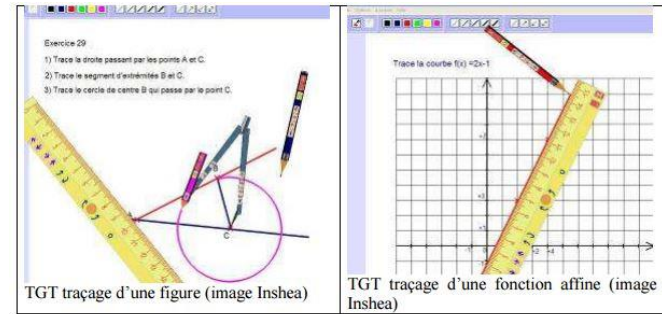 Exercice 29
1) Trace la droite passant par les points A et C.
2) Trace le segment d'extrémités B et C.
3) Trace le cercle de centre B qui passe par le point C.
C
TGT traçage d'une figure (image Inshea)
Trace la courbe f(x) =2x-1
TGT traçage d'une fonction affine (image
Inshea)